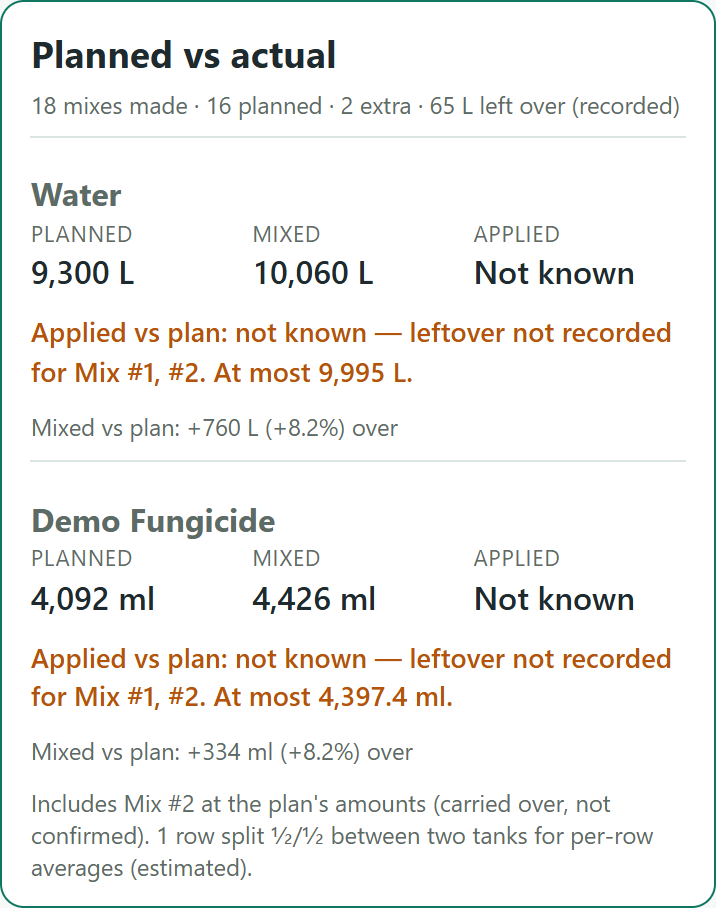 Planned vs actual
18 mixes made · 16 planned · 2 extra · 65 L left over (recorded)
Water
PLANNED MIXED APPLIED
9,300 L 10,060 L Not known
Applied vs plan: not known — leftover not recorded
for Mix #1, #2. At most 9,995 L.
Mixed vs plan: +760 L (+8.2%) over
Demo Fungicide
PLANNED MIXED APPLIED
4,092 ml 4,426 ml Not known
Applied vs plan: not known — leftover not recorded
for Mix #1, #2. At most 4,397.4 ml.
Mixed vs plan: +334 ml (+8.2%) over
Includes Mix #2 at the plan's amounts (carried over, not
confirmed). 1 row split ½/½ between two tanks for per-row
averages (estimated).